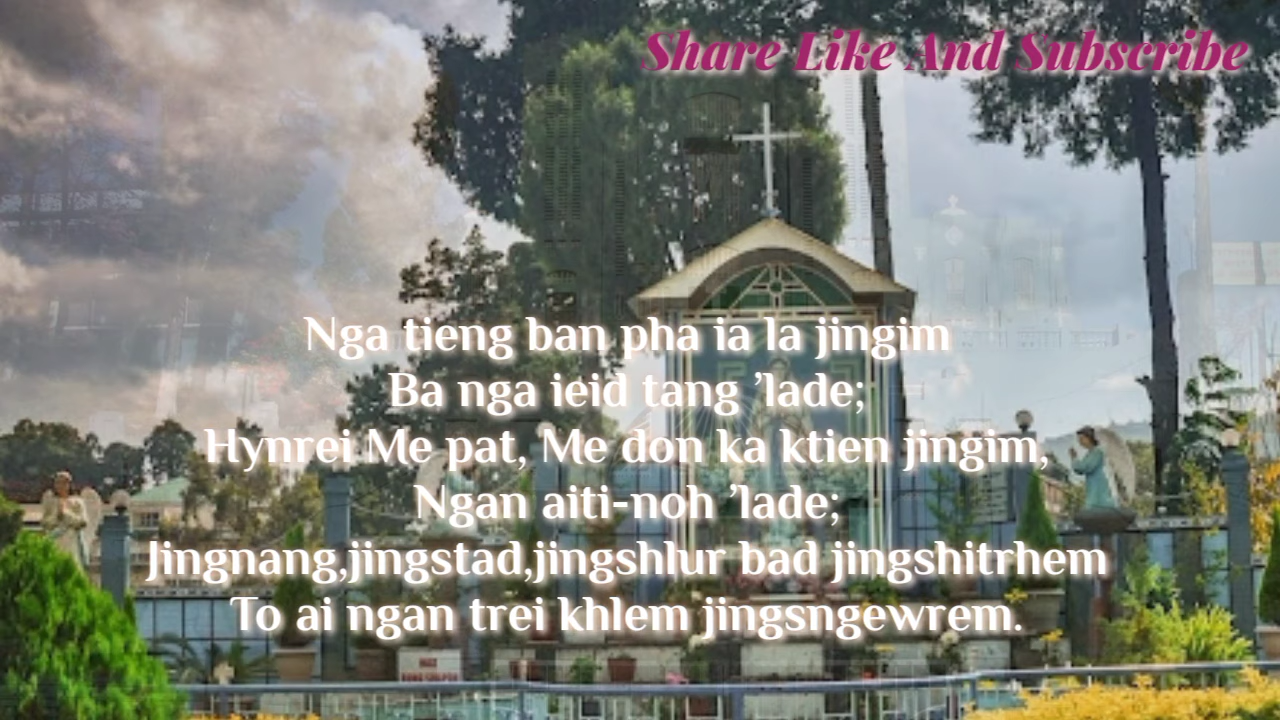 Share Like And Subscribe
Nga tieng ban pha ia la jingim
Ba nga ieid tang ’lade;
Hynrei Me pat, Me don ka ktien jingim,
Ngan aiti-noh ’lade;
Jingnang,jingstad,jingshlur bad jingshitrhem
To ai ngan trei khlem jingsngewrem.